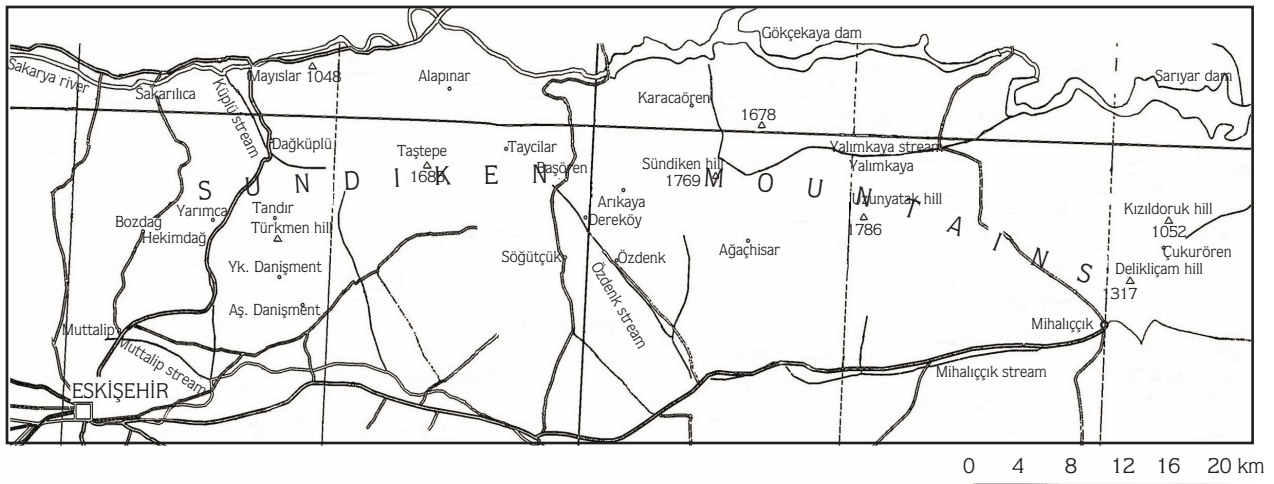 Gökçekaya dam
Sakarya river
Mayıslar 1048
Alapınar
Sarıyar dam
Sakarılıca
Küplü stream
Karacaören
1678
Dağküplü
Taştepe
1686
Taycilar
Başören
Sündiken hill
1769
Yalımkaya stream
Yalımkaya
SUNDIKEN MOUNTAINS
Bozdağ
Yarımca
Hekimdağ
Tandır
Türkmen hill
Arıkaya
Dereköy
Uzunyatak hill
1786
Kızıldoruk hill
1052
Çukurören
Yk. Danişment
Söğütçük
Özdenk
Ağaçhisar
Delikliçam hill
1317
Özdenk stream
Aş. Danişment
Muttalip
Muttalip stream
Mihalıççık
Mihalıççık stream
ESKİŞEHİR
0 4 8 12 16 20 km